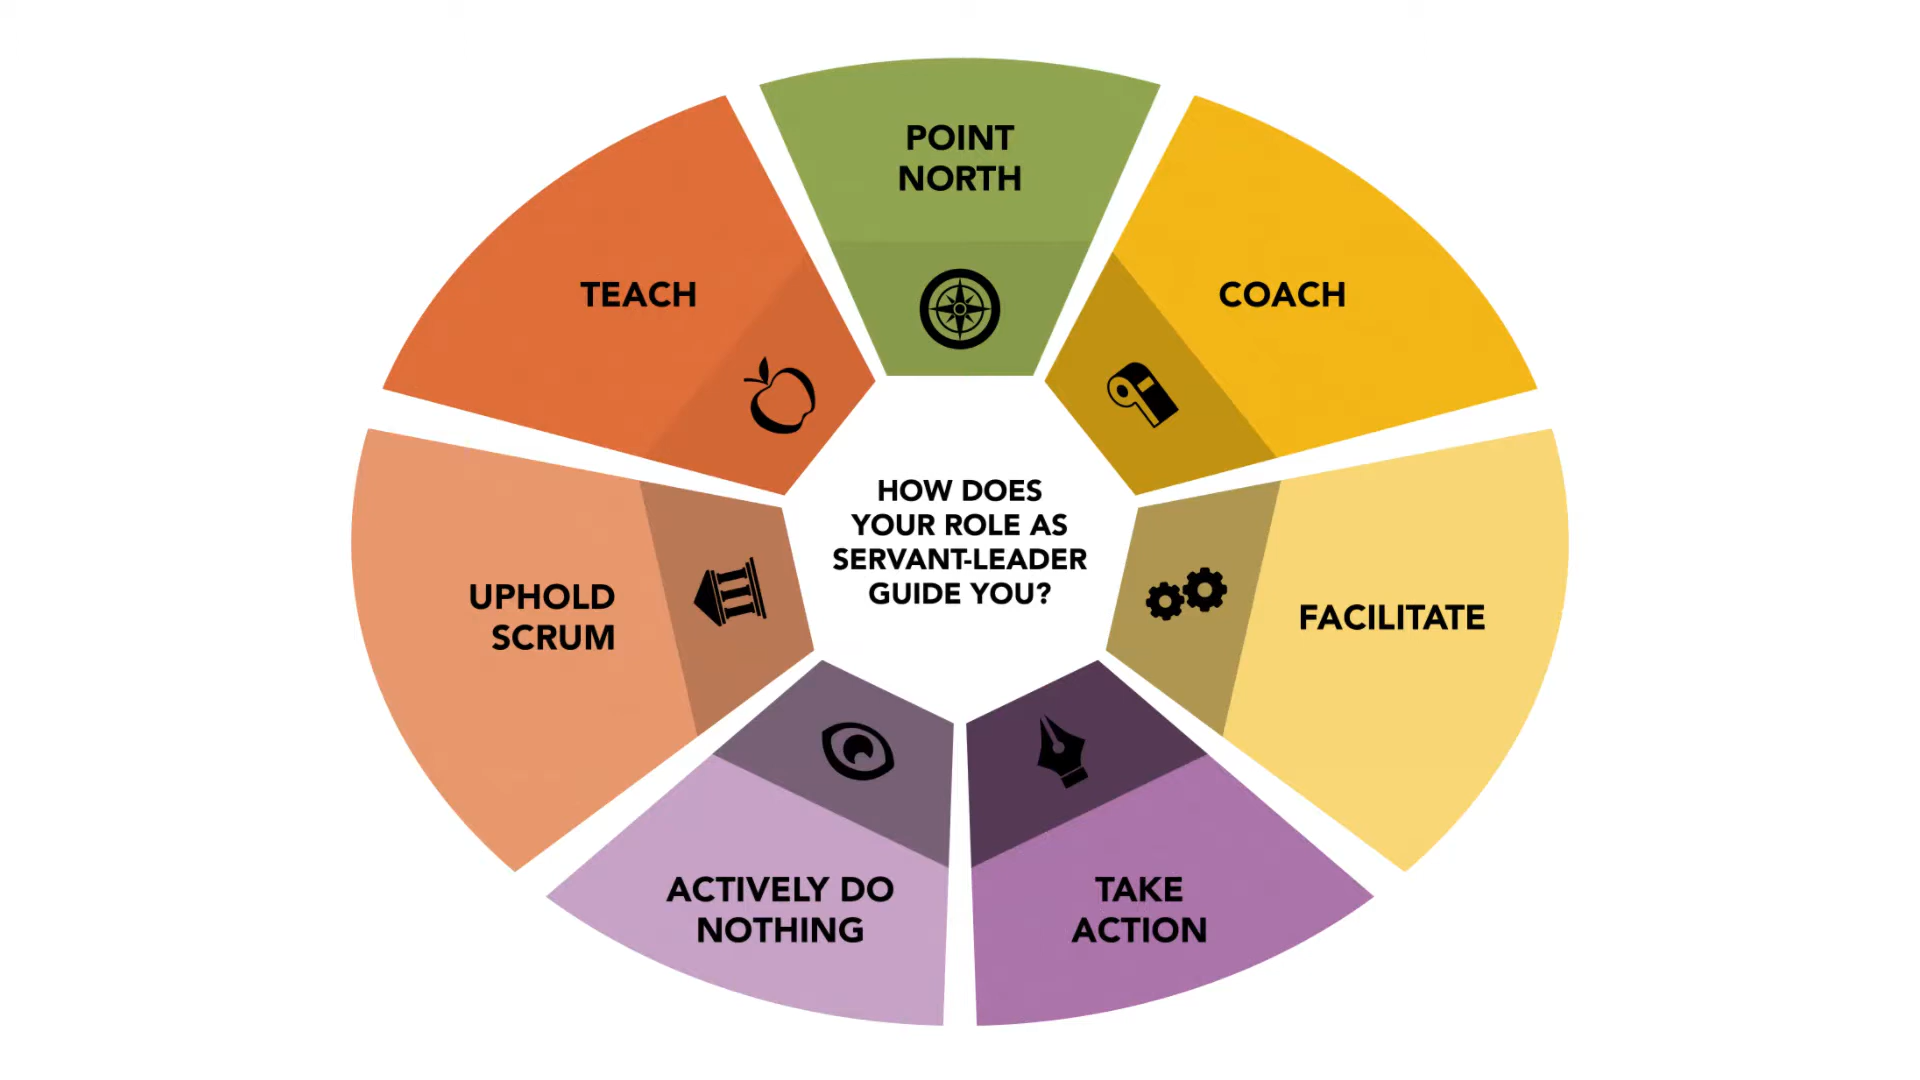 POINT
NORTH
TEACH
COACH
HOW DOES
YOUR ROLE AS
SERVANT-LEADER
GUIDE YOU?
UPHOLD
SCRUM
FACILITATE
ACTIVELY DO
NOTHING
TAKE
ACTION